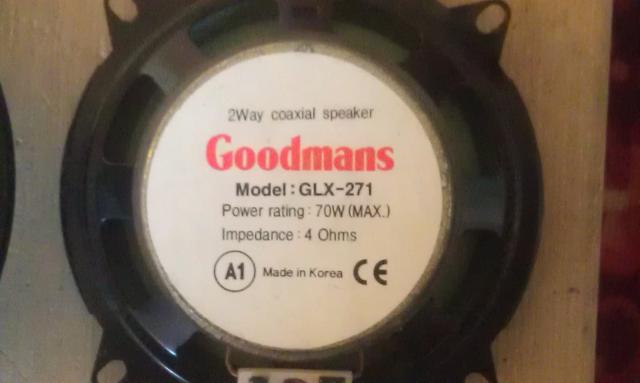 2Way coaxial speaker
Goodmans
Model : GLX-271
Power rating : 70W (MAX.)
Impedance : 4 Ohms
A1 Made in Korea CE